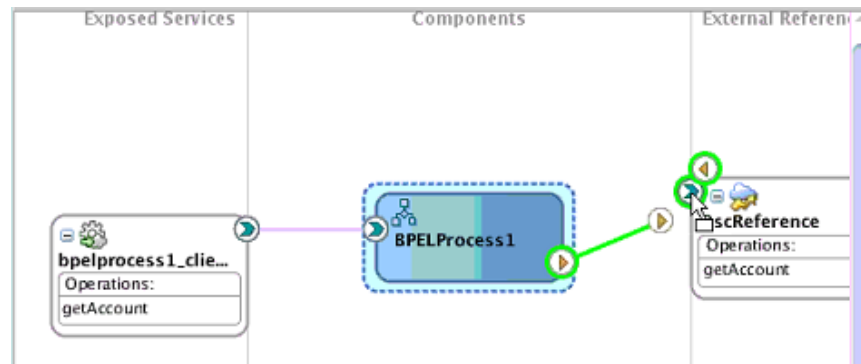 Exposed Services
Components
External Referen
bpelprocess1_clie...
Operations:
getAccount
BPELProcess1
scReference
Operations:
getAccount